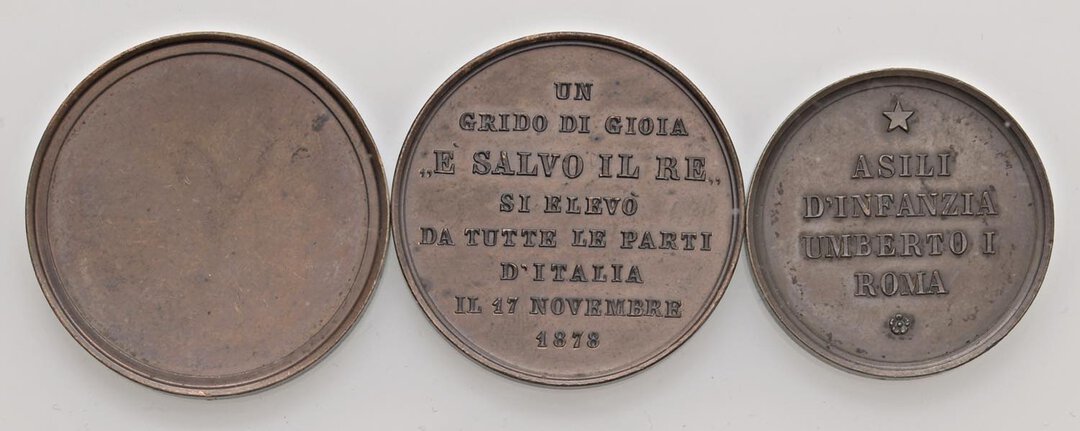 UN
GRIDO DI GIOIA
„E SALVO IL RE„
SI ELEVÒ
DA TUTTE LE PARTI
D'ITALIA
IL 17 NOVEMBRE
1878
ASILI
D'INFANZIA
UMBERTO I
ROMA